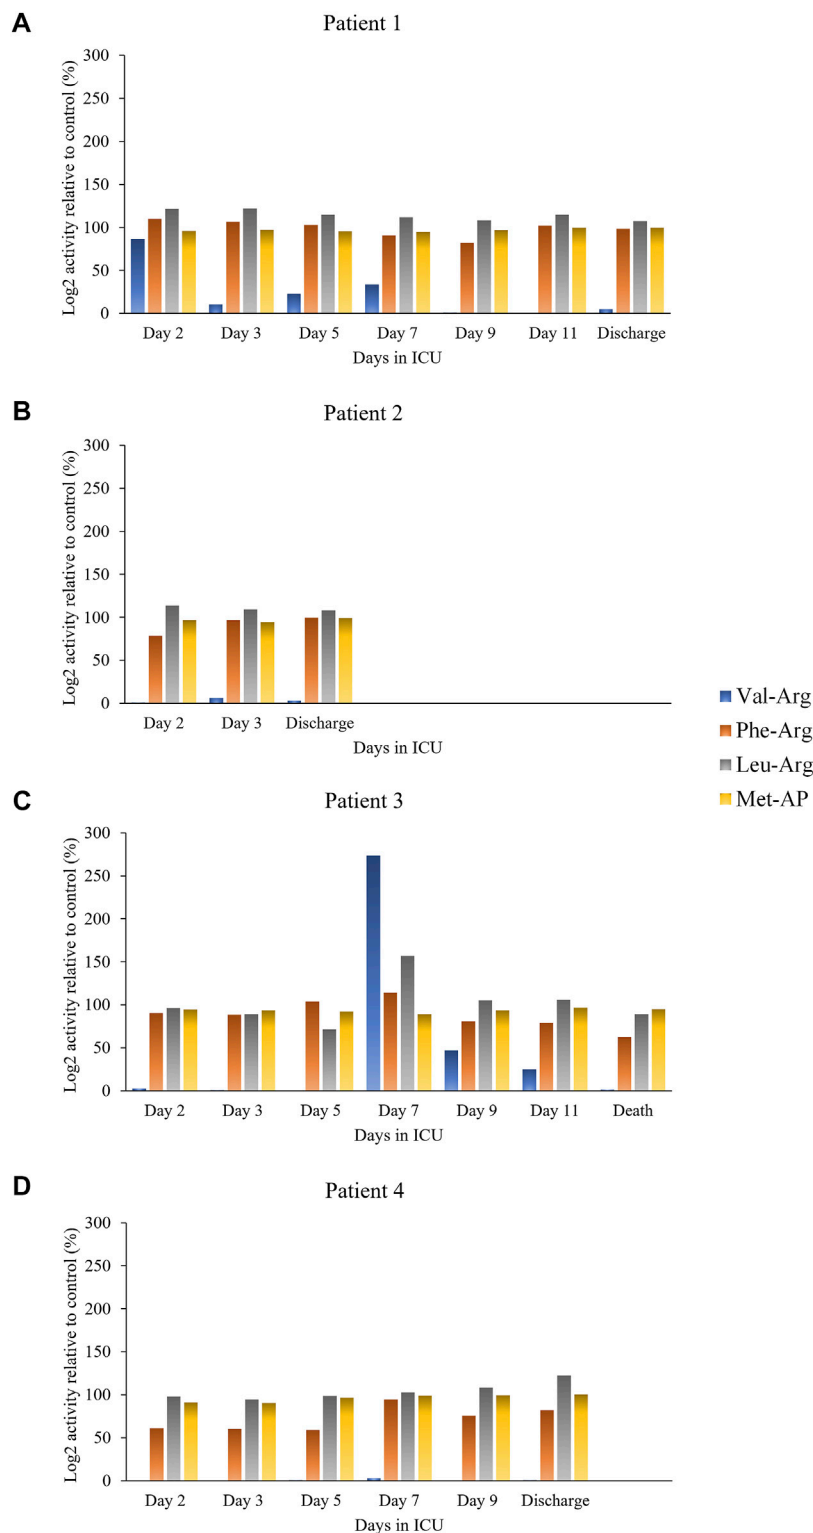 A
Patient 1
Log2 activity relative to control (%)
300
250
200
150
100
50
0
Day 2 Day 3 Day 5 Day 7 Day 9 Day 11 Discharge
Days in ICU
B
Patient 2
Log2 activity relative to control (%)
300
250
200
150
100
50
0
Day 2 Day 3 Discharge
Days in ICU
Val-Arg
Phe-Arg
Leu-Arg
Met-AP
C
Patient 3
Log2 activity relative to control (%)
300
250
200
150
100
50
0
Day 2 Day 3 Day 5 Day 7 Day 9 Day 11 Death
Days in ICU
D
Patient 4
Log2 activity relative to control (%)
300
250
200
150
100
50
0
Day 2 Day 3 Day 5 Day 7 Day 9 Discharge
Days in ICU